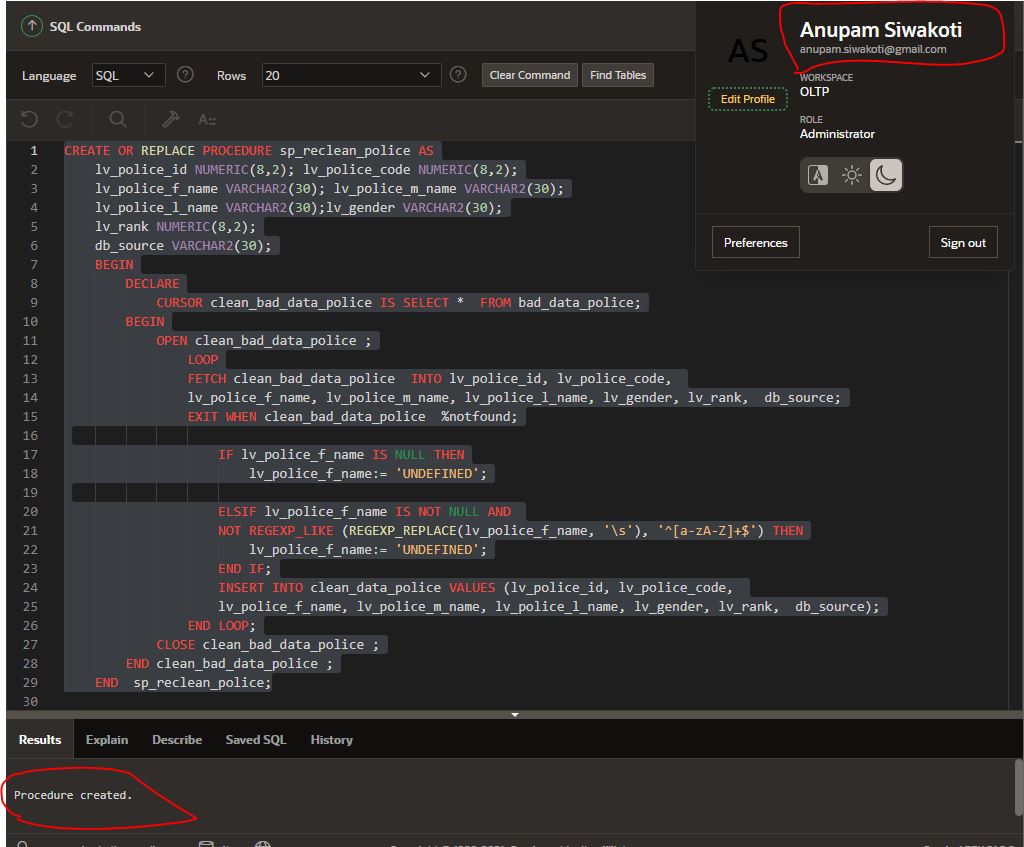 SQL Commands
Language SQL Rows 20 Clear Command Find Tables
AS
Anupam Siwakoti
anupam.siwakoti@gmail.com
WORKSPACE
OLTP
Edit Profile
ROLE
Administrator
Preferences Sign out
1 CREATE OR REPLACE PROCEDURE sp_reclean_police AS
2 lv_police_id NUMERIC(8,2); lv_police_code NUMERIC(8,2);
3 lv_police_f_name VARCHAR2(30); lv_police_m_name VARCHAR2(30);
4 lv_police_l_name VARCHAR2(30);lv_gender VARCHAR2(30);
5 lv_rank NUMERIC(8,2);
6 db_source VARCHAR2(30);
7 BEGIN
8 DECLARE
9 CURSOR clean_bad_data_police IS SELECT * FROM bad_data_police;
10 BEGIN
11 OPEN clean_bad_data_police ;
12 LOOP
13 FETCH clean_bad_data_police INTO lv_police_id, lv_police_code,
14 lv_police_f_name, lv_police_m_name, lv_police_l_name, lv_gender, lv_rank, db_source;
15 EXIT WHEN clean_bad_data_police %notfound;
16
17 IF lv_police_f_name IS NULL THEN
18 lv_police_f_name:= 'UNDEFINED';
19
20 ELSIF lv_police_f_name IS NOT NULL AND
21 NOT REGEXP_LIKE (REGEXP_REPLACE(lv_police_f_name, '\s'), '^[a-zA-Z]+$') THEN
22 lv_police_f_name:= 'UNDEFINED';
23 END IF;
24 INSERT INTO clean_data_police VALUES (lv_police_id, lv_police_code,
25 lv_police_f_name, lv_police_m_name, lv_police_l_name, lv_gender, lv_rank, db_source);
26 END LOOP;
27 CLOSE clean_bad_data_police ;
28 END clean_bad_data_police ;
29 END sp_reclean_police;
30
Results Explain Describe Saved SQL History
Procedure created.